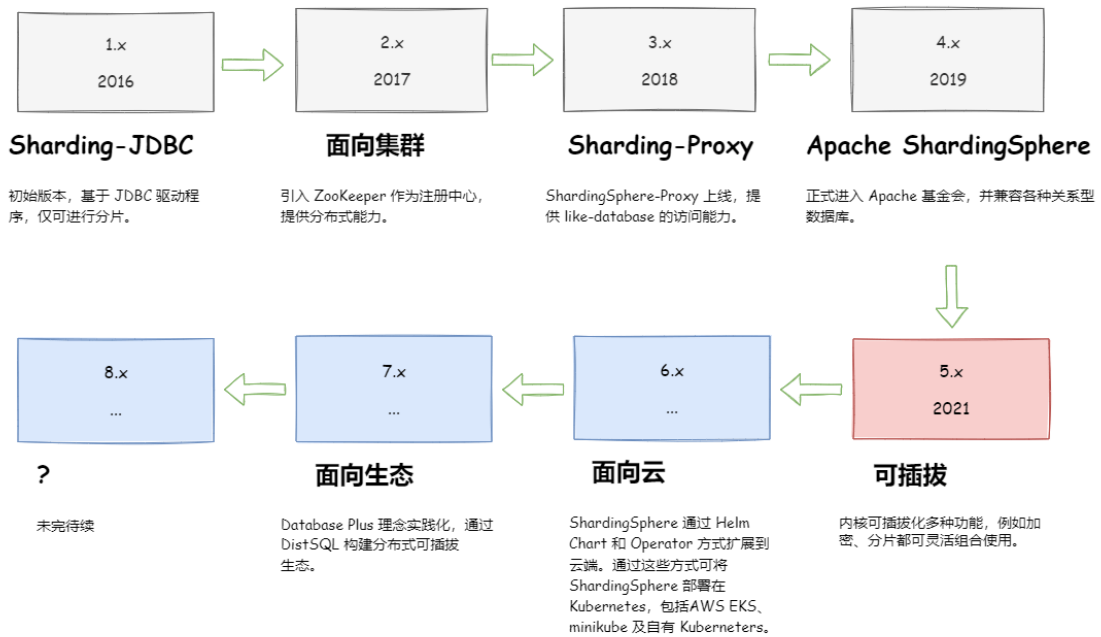 1.x
2016
Sharding-JDBC
初始版本，基于 JDBC 驱动程
序，仅可进行分片。
2.x
2017
面向集群
引入 ZooKeeper 作为注册中心，
提供分布式能力。
3.x
2018
Sharding-Proxy
ShardingSphere-Proxy 上线，提
供 like-database 的访问能力。
4.x
2019
Apache ShardingSphere
正式进入 Apache 基金会，并兼容各种关系型
数据库。
5.x
2021
可插拔
内核可插拔化多种功能，例如加
密、分片都可灵活组合使用。
6.x
...
面向云
ShardingSphere 通过 Helm
Chart 和 Operator 方式扩展到
云端。通过这些方式可将
ShardingSphere 部署在
Kubernetes，包括AWS EKS、
minikube 及自有 Kuberneters。
7.x
...
面向生态
Database Plus 理念实践化，通过
DistSQL 构建分布式可插拔
生态。
8.x
...
?
未完待续